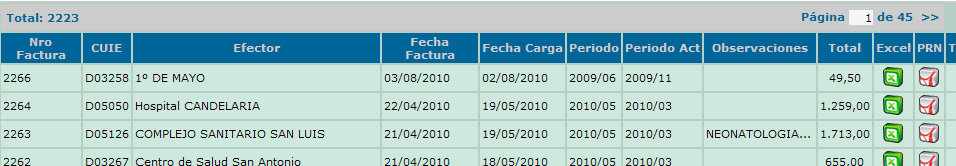 Total: 2223 Página 1 de 45 >>
Nro Factura CUIE Efector Fecha Factura Fecha Carga Periodo Periodo Act Observaciones Total Excel PRN T
2266 D03258 1º DE MAYO 03/08/2010 02/08/2010 2009/06 2009/11 49,50
2264 D05050 Hospital CANDELARIA 22/04/2010 19/05/2010 2010/05 2010/03 1.259,00
2263 D05126 COMPLEJO SANITARIO SAN LUIS 21/04/2010 19/05/2010 2010/05 2010/03 NEONATOLOGIA... 1.713,00
2262 D03267 Centro de Salud San Antonio 21/04/2010 18/05/2010 2010/05 2010/03 655,00